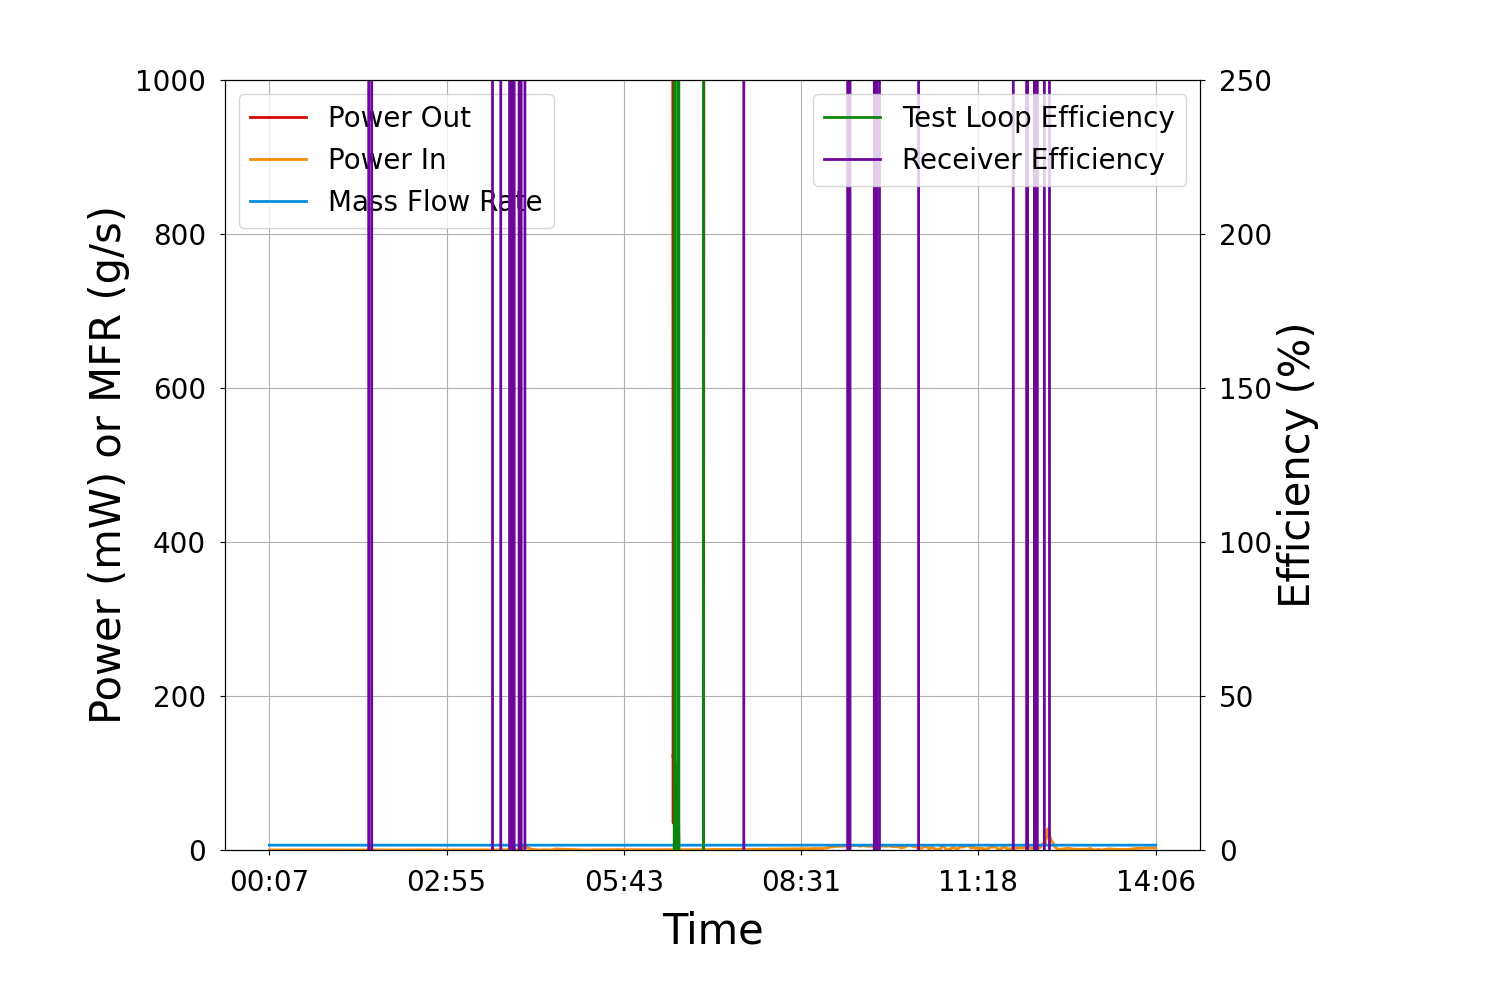 Power Out
Power In
Mass Flow Rate
Test Loop Efficiency
Receiver Efficiency
1000
800
600
400
200
0
Power (mW) or MFR (g/s)
250
200
150
100
50
0
Efficiency (%)
00:07 02:55 05:43 08:31 11:18 14:06
Time